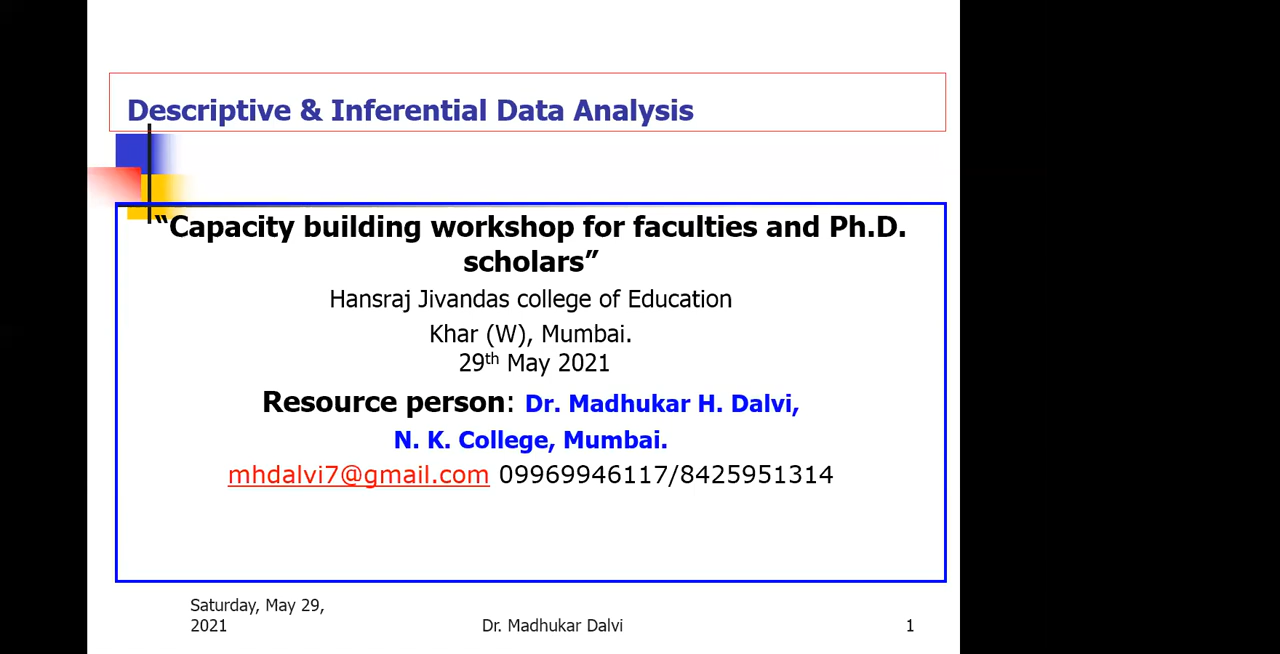 Descriptive & Inferential Data Analysis
“Capacity building workshop for faculties and Ph.D.
scholars”
Hansraj Jivandas college of Education
Khar (W), Mumbai.
29th May 2021
Resource person: Dr. Madhukar H. Dalvi,
N. K. College, Mumbai.
mhdalvi7@gmail.com 09969946117/8425951314
Saturday, May 29,
2021
Dr. Madhukar Dalvi
1